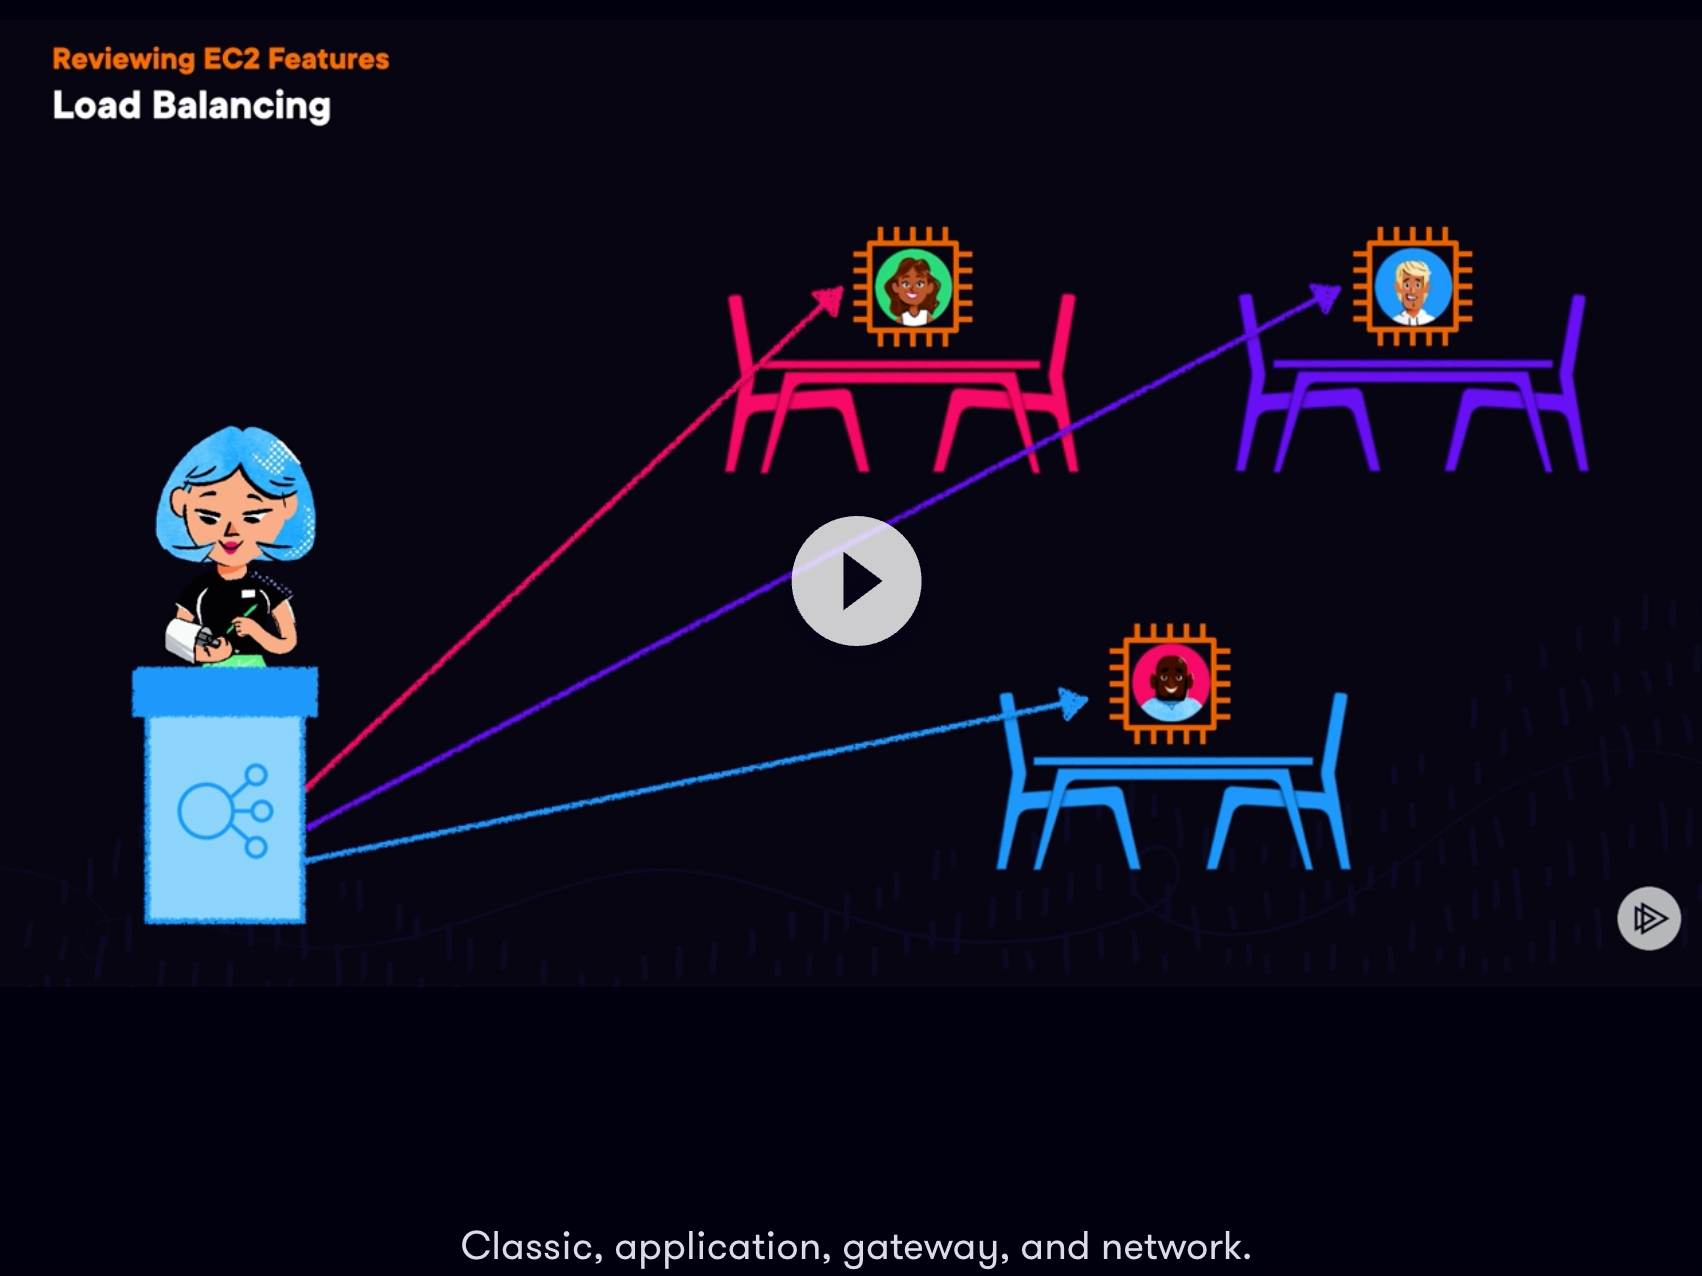 Reviewing EC2 Features
Load Balancing
Classic, application, gateway, and network.